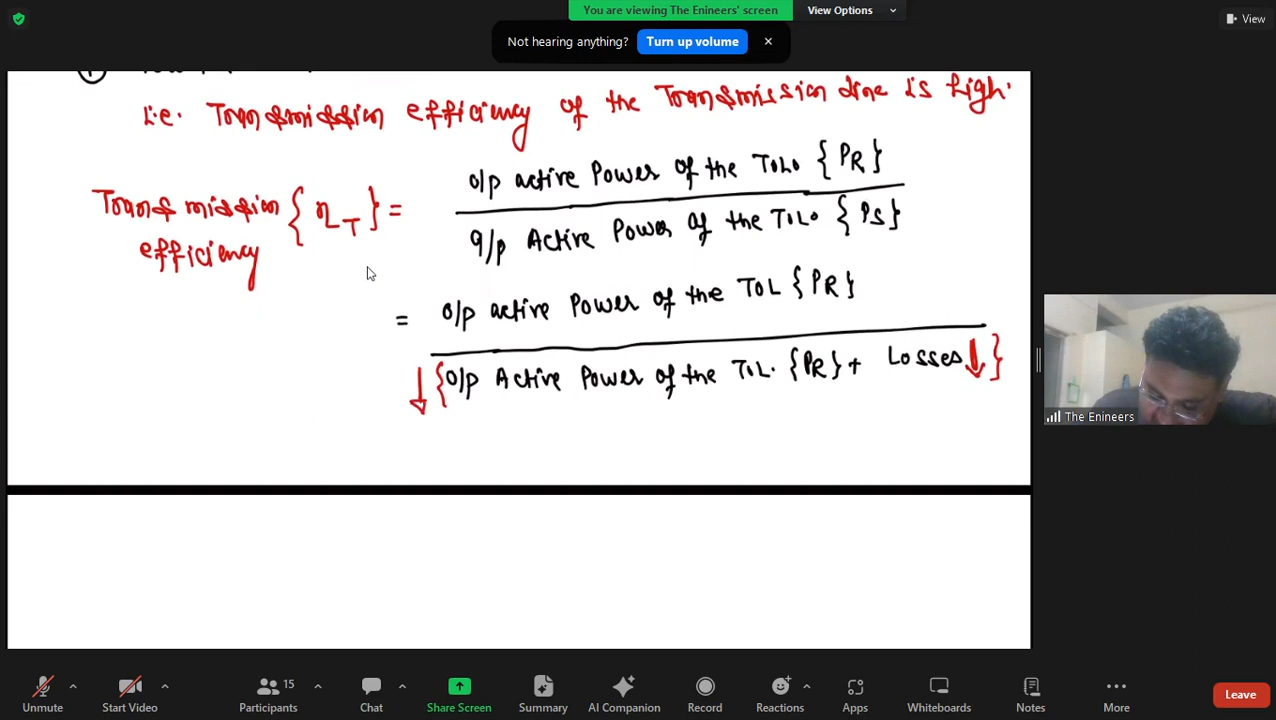 You are viewing The Enineers' screen
View Options
View
Not hearing anything?
Turn up volume
i.e. Transmission efficiency of the Transmission line is high.
Transmission {ηT} =
efficiency
o/p active Power of the T.L. {PR}
i/p Active Power of the T.L. {PS}
=
o/p active Power of the T.L {PR}
↓ {o/p Active Power of the T.L. {PR} + Losses ↓}
The Enineers
Unmute
Start Video
Participants
15
Chat
Share Screen
Summary
AI Companion
Record
Reactions
Apps
Whiteboards
Notes
More
Leave